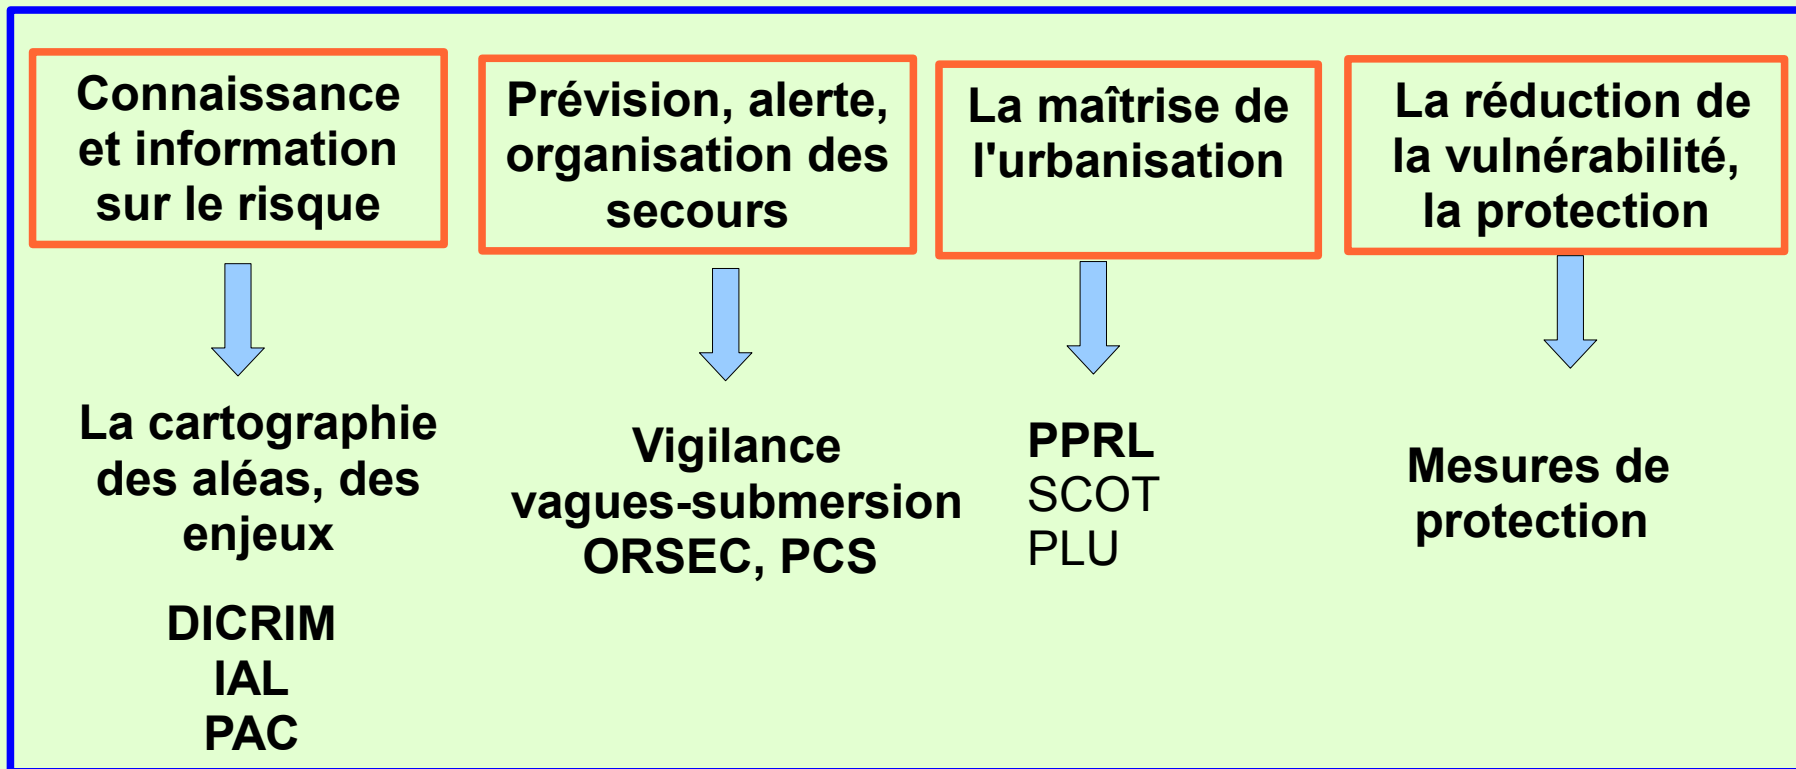 Connaissance
et information
sur le risque
Prévision, alerte,
organisation des
secours
La maîtrise de
l'urbanisation
La réduction de
la vulnérabilité,
la protection
La cartographie
des aléas, des
enjeux
DICRIM
IAL
PAC
Vigilance
vagues-submersion
ORSEC, PCS
PPRL
SCOT
PLU
Mesures de
protection